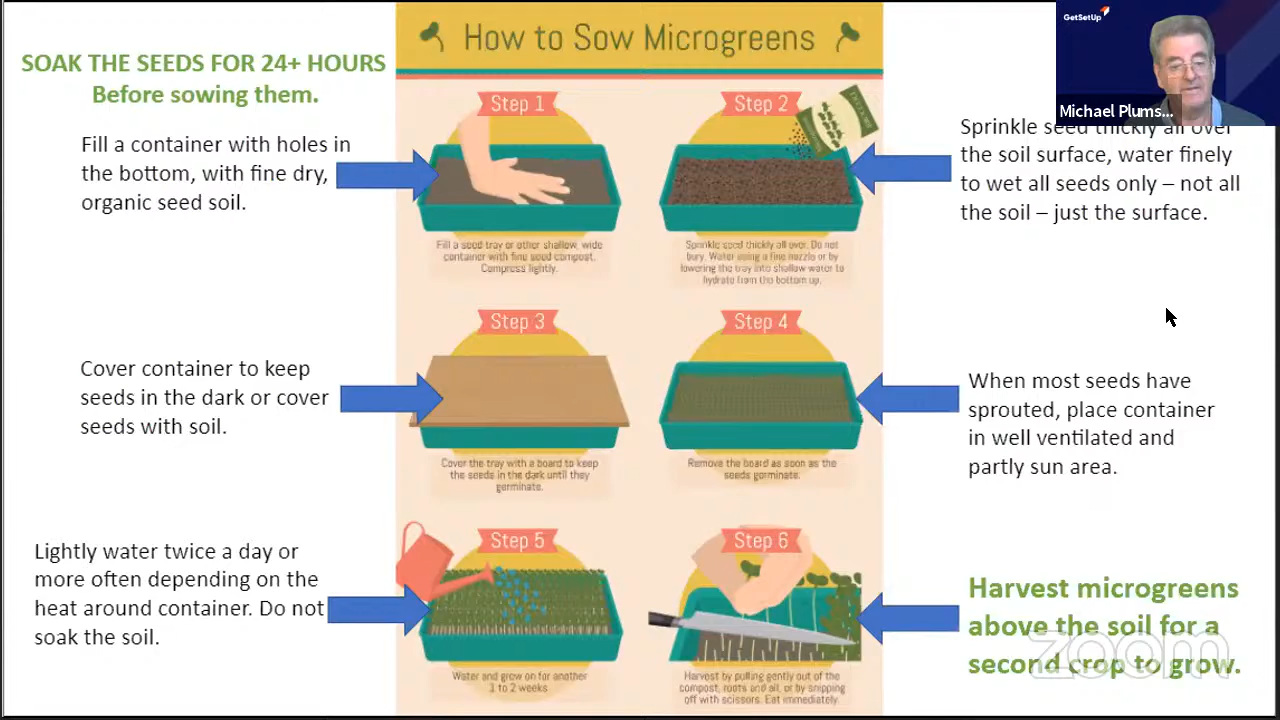 SOAK THE SEEDS FOR 24+ HOURS
Before sowing them.
How to Sow Microgreens
GetSetUp
Michael Plums...
Fill a container with holes in
the bottom, with fine dry,
organic seed soil.
Step 1
Fill a seed tray or other shallow, wide
container with fine seed compost.
Compress lightly.
Step 2
Sprinkle seed thickly all over. Do not
bury. Water using a fine nozzle or by
lowering the tray into shallow water to
hydrate from the bottom up.
Sprinkle seed thickly all over
the soil surface, water finely
to wet all seeds only – not all
the soil – just the surface.
Cover container to keep
seeds in the dark or cover
seeds with soil.
Step 3
Cover the tray with a board to keep
the seeds in the dark until they
germinate.
Step 4
Remove the board as soon as the
seeds germinate.
When most seeds have
sprouted, place container
in well ventilated and
partly sun area.
Lightly water twice a day or
more often depending on the
heat around container. Do not
soak the soil.
Step 5
Water and grow on for another
1 to 2 weeks
Step 6
Harvest by pulling gently out of the
compost, roots and all, or by snipping
off with scissors. Eat immediately.
Harvest microgreens
above the soil for a
second crop to grow.
zoom